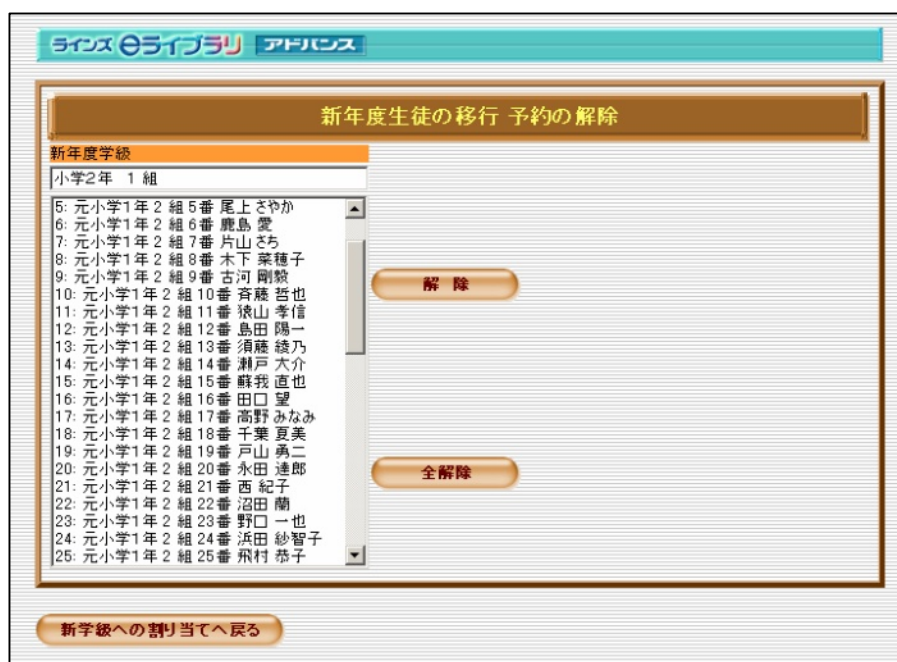 ラインズ eライブラリ アドバンス
新年度生徒の移行 予約の解除
新年度学級
小学2年 1 組
5: 元小学1年 2 組 5番 尾上 さやか
6: 元小学1年 2 組 6番 鹿島 愛
7: 元小学1年 2 組 7番 片山 さち
8: 元小学1年 2 組 8番 木下 菜穂子
9: 元小学1年 2 組 9番 古河 剛毅
10: 元小学1年 2 組 10番 斉藤 哲也
11: 元小学1年 2 組 11番 猿山 孝信
12: 元小学1年 2 組 12番 島田 陽一
13: 元小学1年 2 組 13番 須藤 綾乃
14: 元小学1年 2 組 14番 瀬戸 大介
15: 元小学1年 2 組 15番 蘇我 直也
16: 元小学1年 2 組 16番 田口 望
17: 元小学1年 2 組 17番 高野 みなみ
18: 元小学1年 2 組 18番 千葉 夏美
19: 元小学1年 2 組 19番 戸山 勇二
20: 元小学1年 2 組 20番 永田 達郎
21: 元小学1年 2 組 21番 西 紀子
22: 元小学1年 2 組 22番 沼田 蘭
23: 元小学1年 2 組 23番 野口 一也
24: 元小学1年 2 組 24番 浜田 紗智子
25: 元小学1年 2 組 25番 飛村 恭子
解 除
全解除
新学級への割り当てへ戻る